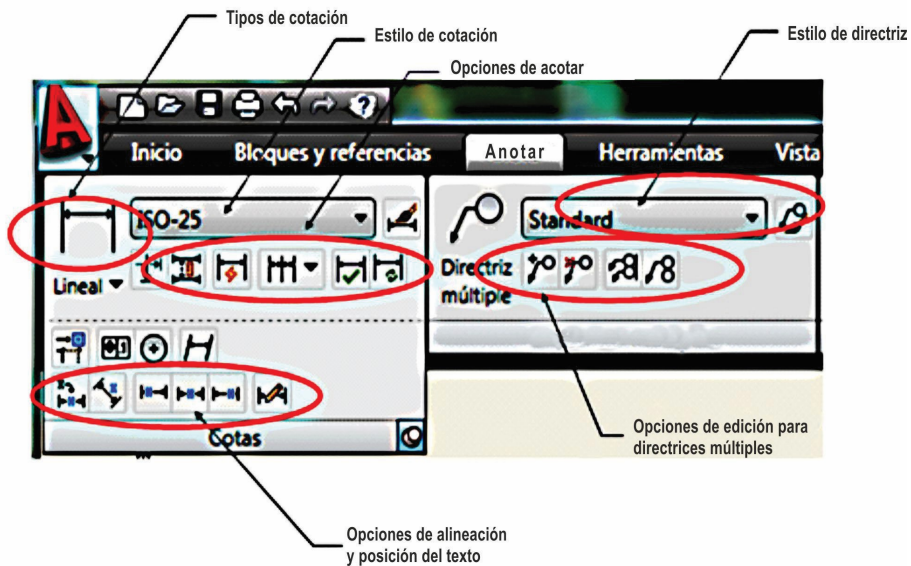 Tipos de cotación
Estilo de cotación
Estilo de directriz
Opciones de acotar
A
Inicio
Bloques y referencias
Anotar
Herramientas
Vista
ISO-25
Standard
Lineal
Directriz
múltiple
Cotas
Opciones de edición para
directrices múltiples
Opciones de alineación
y posición del texto